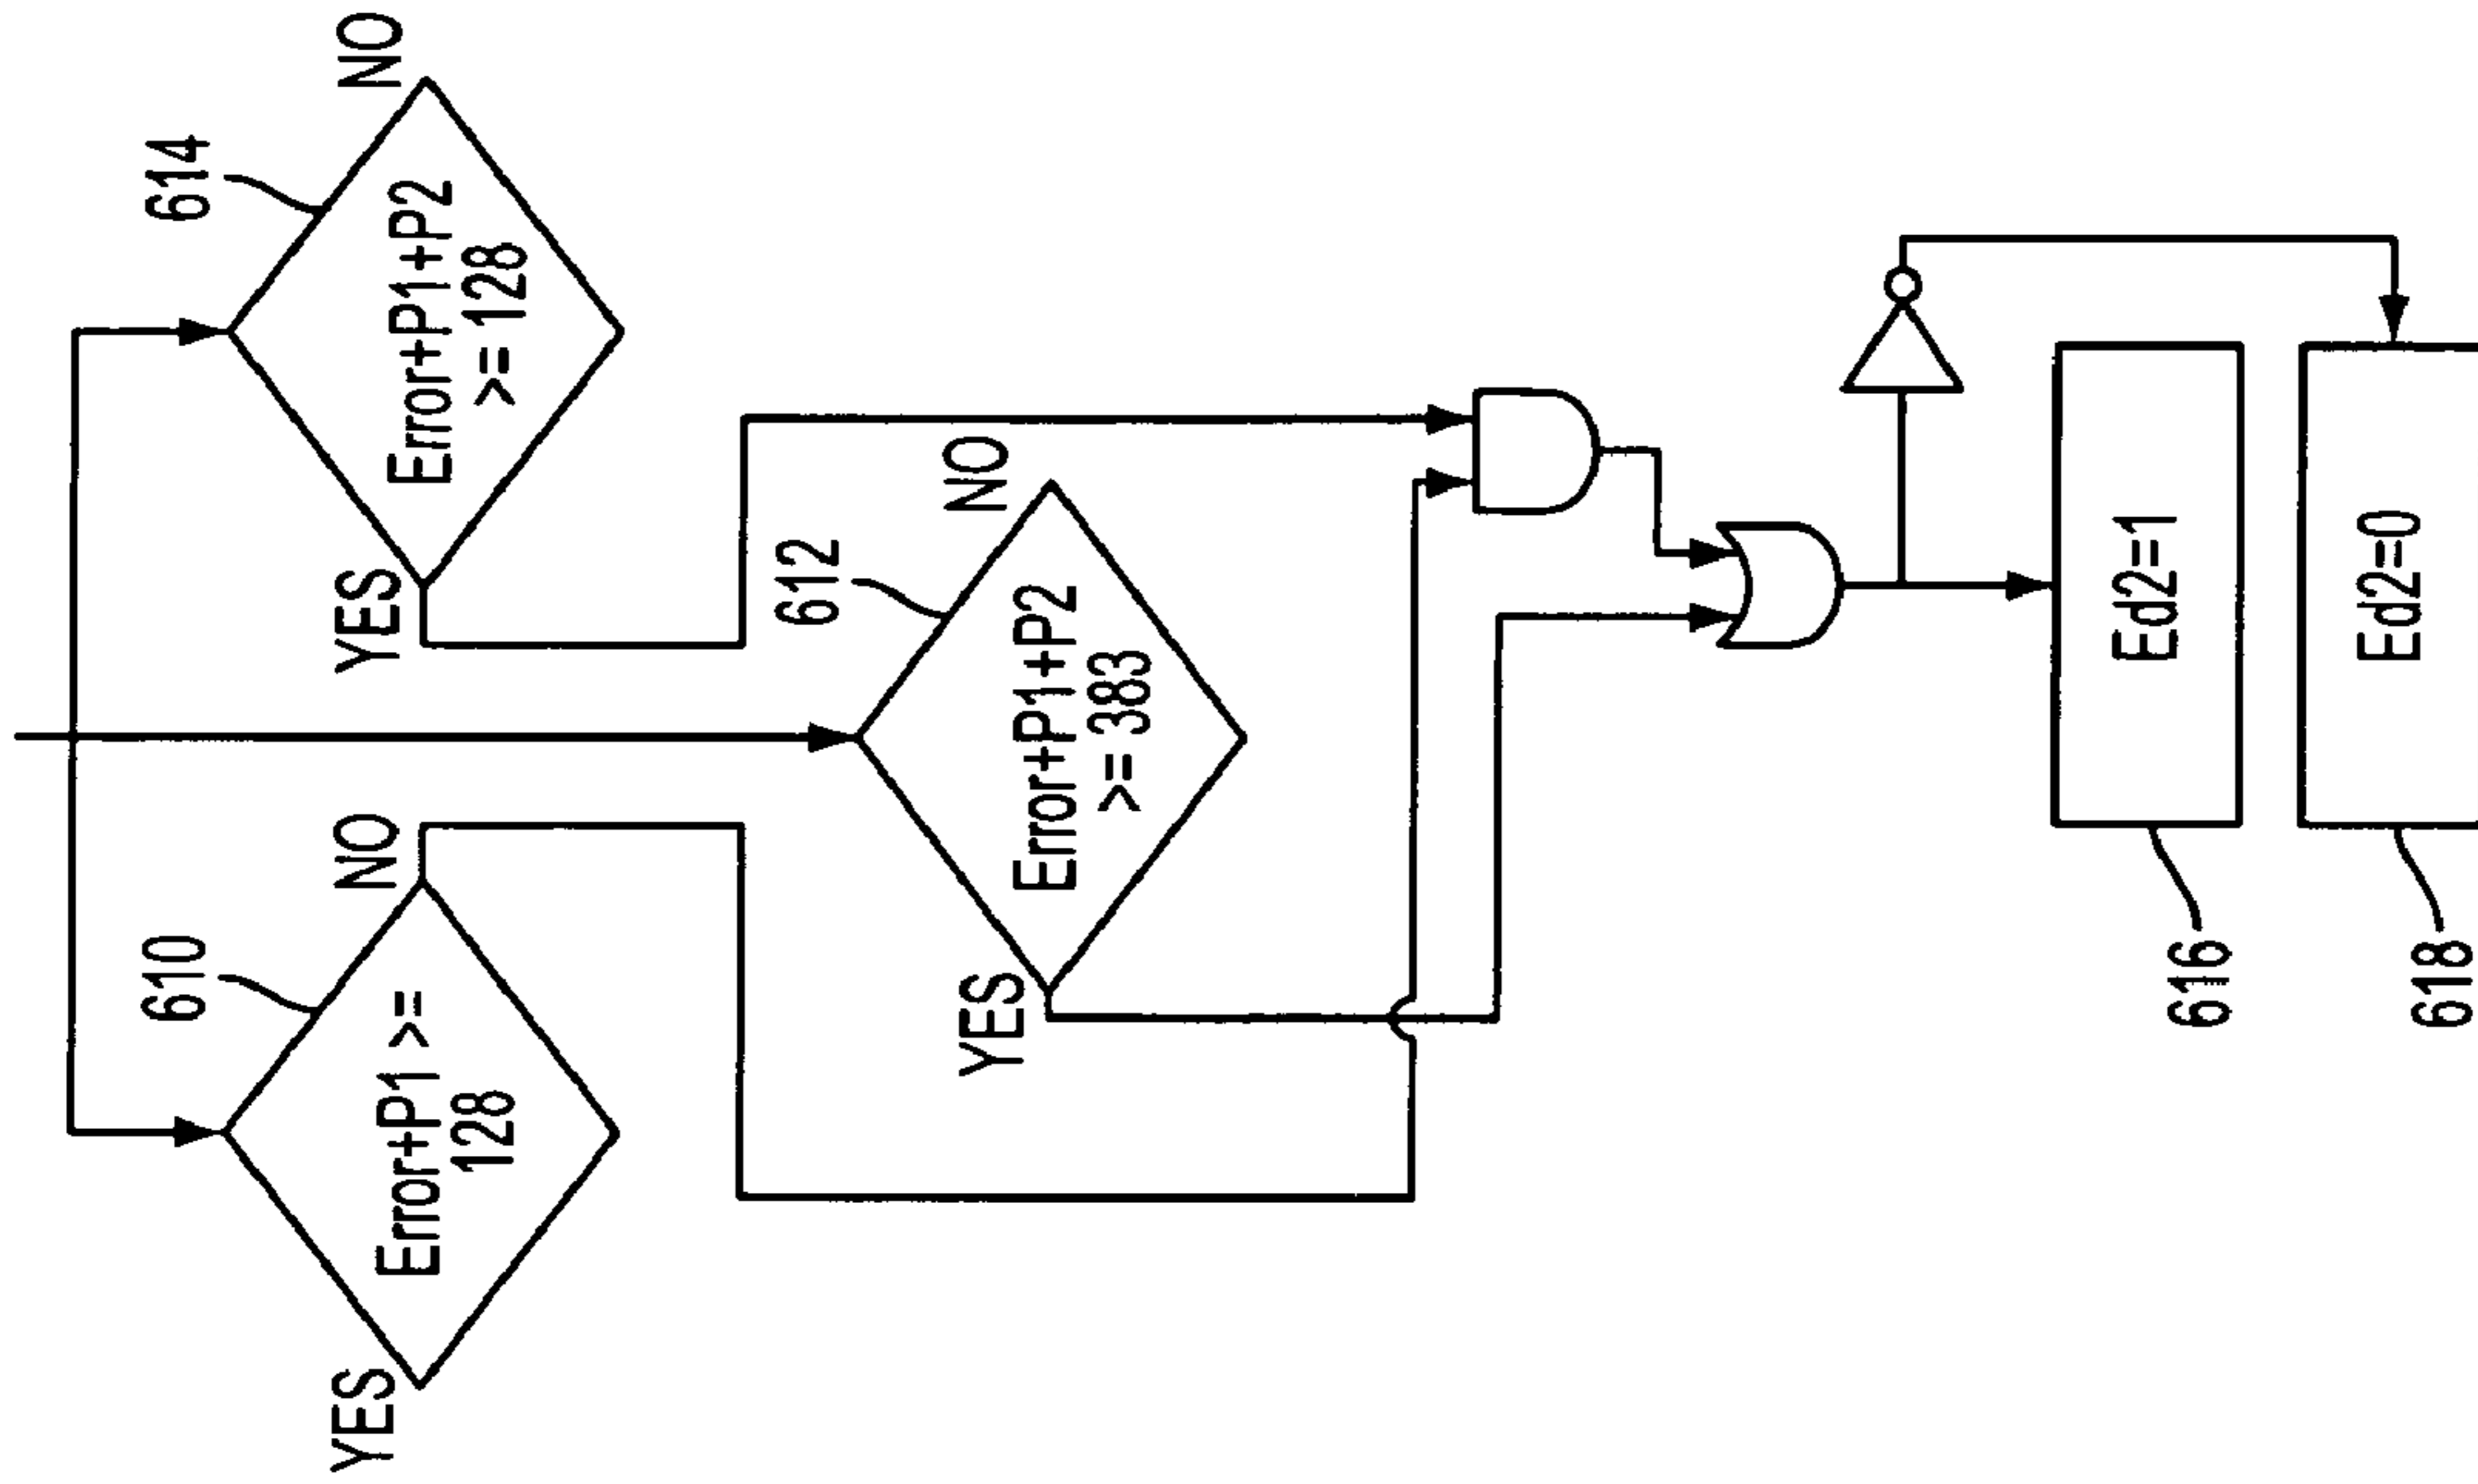 610
Error+P1 >=
128
YES
NO
614
Error+P1+P2
>= 128
YES
NO
612
Error+P1+P2
>= 383
YES
NO
Ed2=1
616
Ed2=0
618